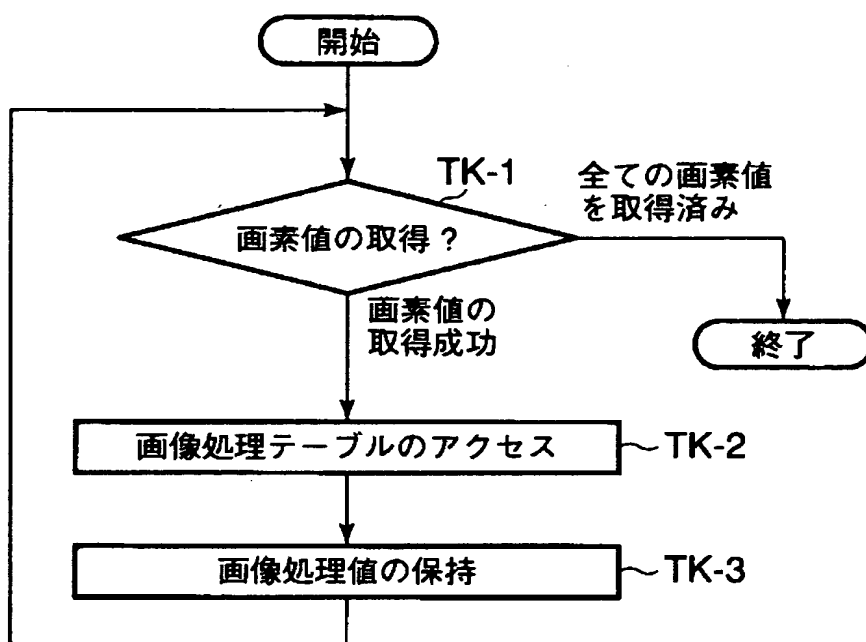 開始
TK-1
画素値の取得？
全ての画素値
を取得済み
画素値の
取得成功
終了
画像処理テーブルのアクセス
TK-2
画像処理値の保持
TK-3